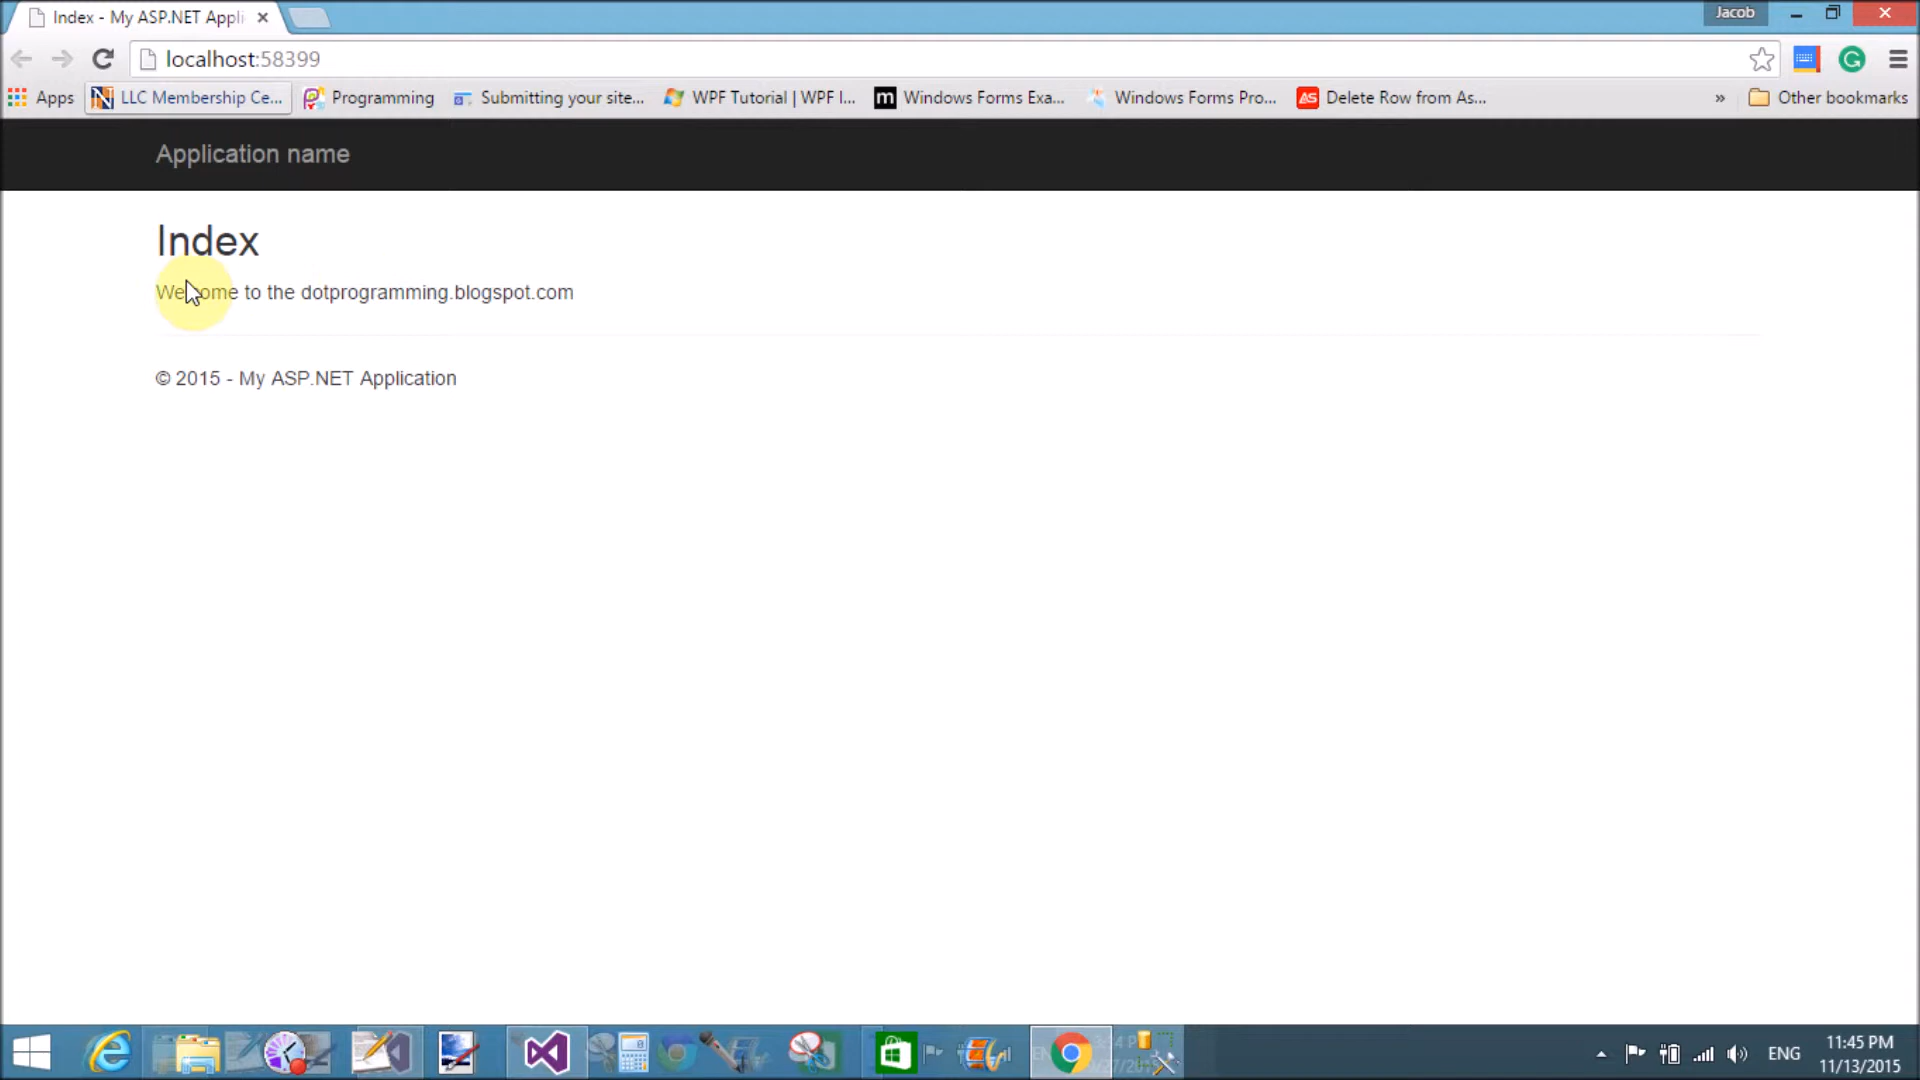 Index - My ASP.NET Appli
Jacob
localhost:58399
Apps
LLC Membership Ce...
Programming
Submitting your site...
WPF Tutorial | WPF I...
m
Windows Forms Exa...
Windows Forms Pro...
AS
Delete Row from As...
»
Other bookmarks
Application name
Index
Welcome to the dotprogramming.blogspot.com
© 2015 - My ASP.NET Application
ENG
11:45 PM
11/13/2015